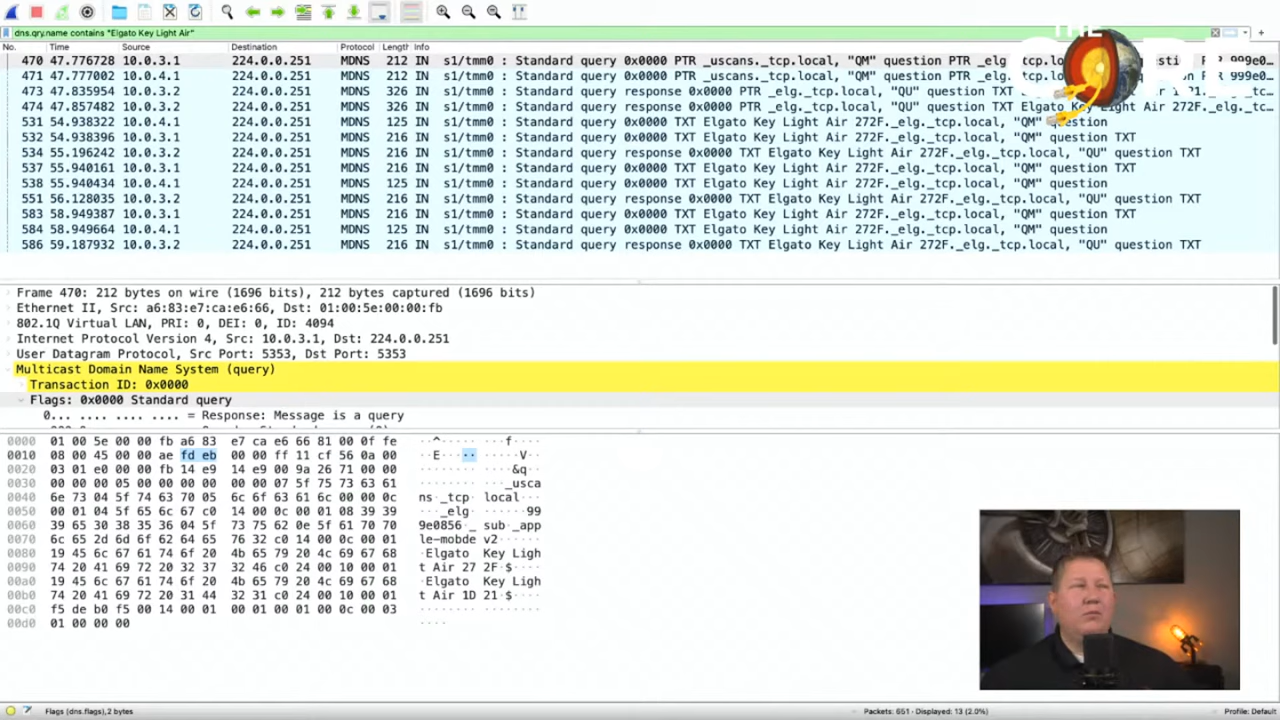 dns.qry.name contains "Elgato Key Light Air"
No. Time Source Destination Protocol Length Info
470 47.776728 10.0.3.1 224.0.0.251 MDNS 212 IN s1/tmm0 : Standard query 0x0000 PTR _uscans._tcp.local, "QM" question PTR _elg._
471 47.777002 10.0.4.1 224.0.0.251 MDNS 212 IN s1/tmm0 : Standard query 0x0000 PTR _uscans._tcp.local, "QM" question PTR _elg._
473 47.835954 10.0.3.2 224.0.0.251 MDNS 326 IN s1/tmm0 : Standard query response 0x0000 PTR _elg._tcp.local, "QU" question TXT
474 47.857482 10.0.3.2 224.0.0.251 MDNS 326 IN s1/tmm0 : Standard query response 0x0000 PTR _elg._tcp.local, "QU" question TXT Elgato Key Light Air 272F._elg._tc…
531 54.938322 10.0.4.1 224.0.0.251 MDNS 125 IN s1/tmm0 : Standard query 0x0000 TXT Elgato Key Light Air 272F._elg._tcp.local, "QM" question
532 54.938396 10.0.3.1 224.0.0.251 MDNS 216 IN s1/tmm0 : Standard query 0x0000 TXT Elgato Key Light Air 272F._elg._tcp.local, "QM" question TXT
534 55.196242 10.0.3.2 224.0.0.251 MDNS 216 IN s1/tmm0 : Standard query response 0x0000 TXT Elgato Key Light Air 272F._elg._tcp.local, "QU" question TXT
537 55.940161 10.0.3.1 224.0.0.251 MDNS 216 IN s1/tmm0 : Standard query 0x0000 TXT Elgato Key Light Air 272F._elg._tcp.local, "QM" question TXT
538 55.940434 10.0.4.1 224.0.0.251 MDNS 125 IN s1/tmm0 : Standard query 0x0000 TXT Elgato Key Light Air 272F._elg._tcp.local, "QM" question
551 56.128035 10.0.3.2 224.0.0.251 MDNS 216 IN s1/tmm0 : Standard query response 0x0000 TXT Elgato Key Light Air 272F._elg._tcp.local, "QU" question TXT
583 58.949387 10.0.3.1 224.0.0.251 MDNS 216 IN s1/tmm0 : Standard query 0x0000 TXT Elgato Key Light Air 272F._elg._tcp.local, "QM" question TXT
584 58.949664 10.0.4.1 224.0.0.251 MDNS 125 IN s1/tmm0 : Standard query 0x0000 TXT Elgato Key Light Air 272F._elg._tcp.local, "QM" question
586 59.187932 10.0.3.2 224.0.0.251 MDNS 216 IN s1/tmm0 : Standard query response 0x0000 TXT Elgato Key Light Air 272F._elg._tcp.local, "QU" question TXT
THE
Frame 470: 212 bytes on wire (1696 bits), 212 bytes captured (1696 bits)
Ethernet II, Src: a6:83:e7:ca:e6:66, Dst: 01:00:5e:00:00:fb
802.1Q Virtual LAN, PRI: 0, DEI: 0, ID: 4094
Internet Protocol Version 4, Src: 10.0.3.1, Dst: 224.0.0.251
User Datagram Protocol, Src Port: 5353, Dst Port: 5353
Multicast Domain Name System (query)
Transaction ID: 0x0000
Flags: 0x0000 Standard query
0... .... .... .... = Response: Message is a query
0000 01 00 5e 00 00 fb a6 83 e7 ca e6 66 81 00 0f fe ··^····· ···f····
0010 08 00 45 00 00 ae fd eb 00 00 ff 11 cf 56 0a 00 ··E····· ·····V··
0020 03 01 e0 00 00 fb 14 e9 14 e9 00 9a 26 71 00 00 ········ ····&q··
0030 00 00 00 05 00 00 00 00 00 00 07 5f 75 73 63 61 ········ ···_usca
0040 6e 73 04 5f 74 63 70 05 6c 6f 63 61 6c 00 00 0c ns·_tcp· local···
0050 00 01 04 5f 65 6c 67 c0 14 00 0c 00 01 08 39 39 ···_elg· ······99
0060 39 65 30 38 35 36 04 5f 73 75 62 0e 5f 61 70 70 9e0856·_ sub·_app
0070 6c 65 2d 6d 6f 62 64 65 76 32 c0 14 00 0c 00 01 le-mobde v2······
0080 19 45 6c 67 61 74 6f 20 4b 65 79 20 4c 69 67 68 ·Elgato  Key Ligh
0090 74 20 41 69 72 20 32 37 32 46 c0 24 00 10 00 01 t Air 27 2F·$····
00a0 19 45 6c 67 61 74 6f 20 4b 65 79 20 4c 69 67 68 ·Elgato  Key Ligh
00b0 74 20 41 69 72 20 31 44 32 31 c0 24 00 10 00 01 t Air 1D 21·$····
00c0 f5 de b0 f5 00 14 00 01 00 01 00 01 00 0c 00 03 ········ ········
00d0 01 00 00 00 ····
Flags (dns.flags), 2 bytes
Packets: 651 · Displayed: 13 (2.0%)
Profile: Default